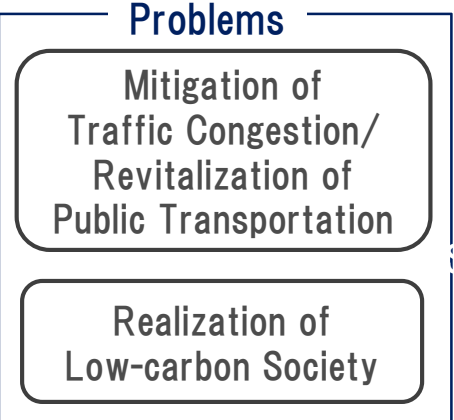 Problems
Mitigation of
Traffic Congestion/
Revitalization of
Public Transportation
Realization of
Low-carbon Society